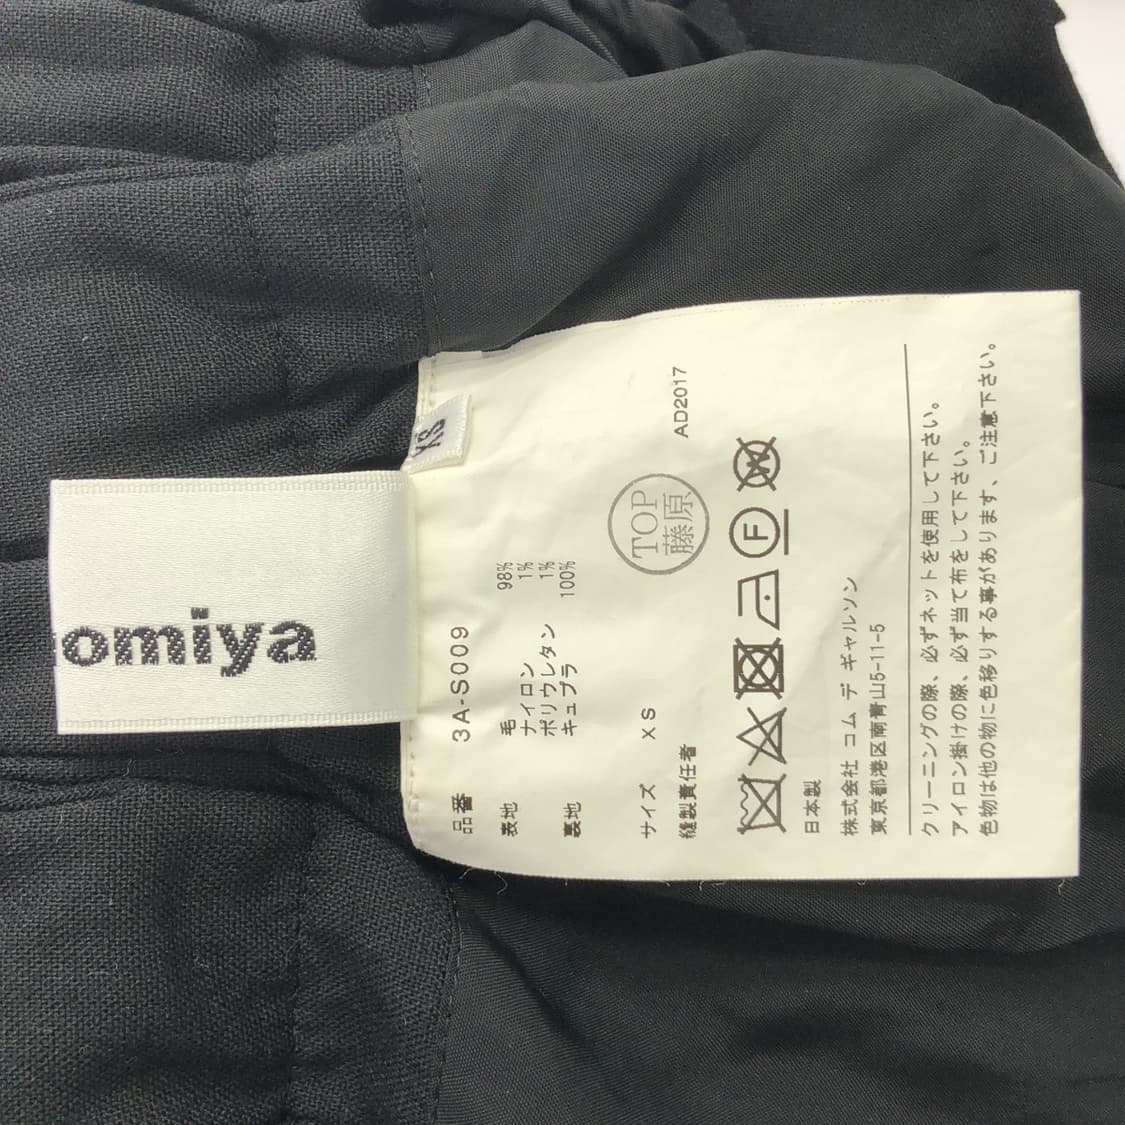 omiya
XS
品番 3A-S009
表地 毛 98%
ナイロン 1%
ポリウレタン 1%
裏地 キュプラ 100%
サイズ XS
縫製責任者
TOP
藤原
AD2017
F
W
日本製
株式会社 コム デ ギャルソン
東京都港区南青山5-11-5
クリーニングの際、必ずネットを使用して下さい。
アイロン掛けの際、必ず当て布をして下さい。
色物は他の物に色移りする事があります、ご注意下さい。